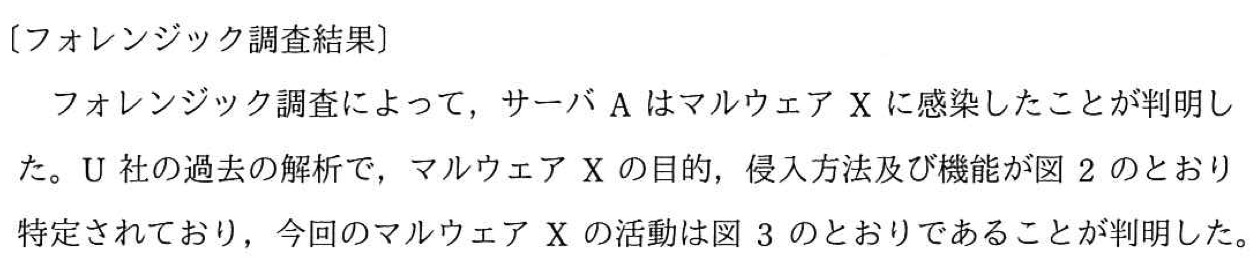 〔フォレンジック調査結果〕
フォレンジック調査によって，サーバ A はマルウェア X に感染したことが判明し
た。U 社の過去の解析で，マルウェア X の目的，侵入方法及び機能が図 2 のとおり
特定されており，今回のマルウェア X の活動は図 3 のとおりであることが判明した。